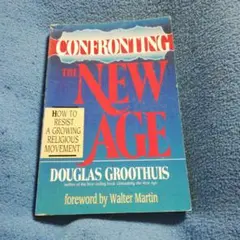 CONFRONTING
THE
NEW
AGE
HOW TO
RESIST
A GROWING
RELIGIOUS
MOVEMENT
DOUGLAS GROOTHUIS
Author of the best-selling book Unmasking the New Age
foreword by Walter Martin